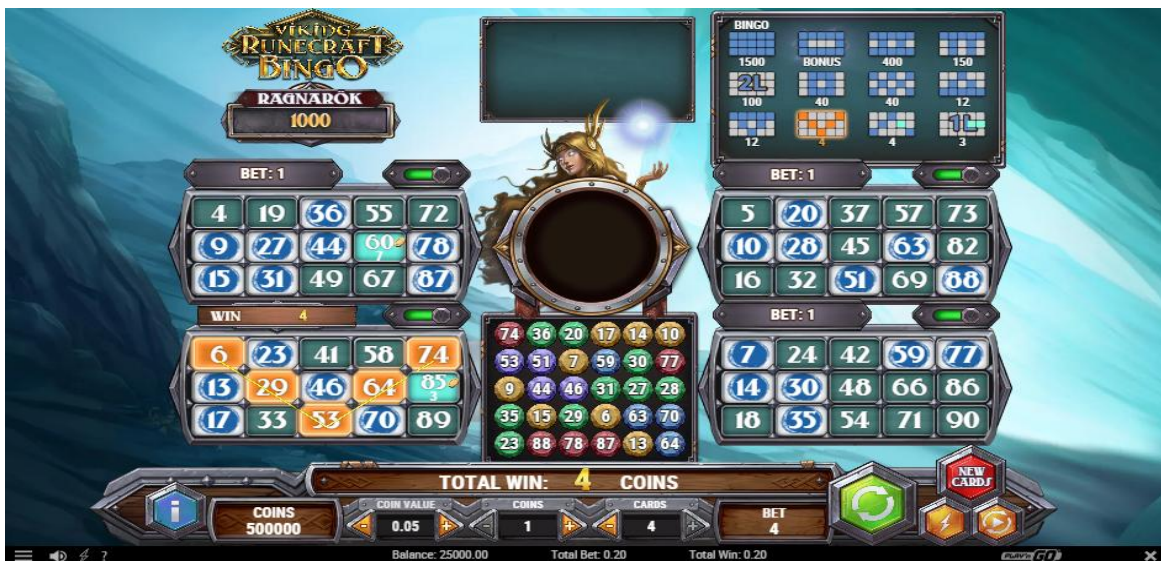 VIKING
RUNECRAFT
BINGO
RAGNARÖK
1000
BINGO
1500 BONUS 400 150
2L
100 40 40 12
1L
12 4 4 3
BET: 1
4 19 36 55 72
9 27 44 60 78
7
15 31 49 67 87
BET: 1
5 20 37 57 73
10 28 45 63 82
16 32 51 69 88
WIN 4
6 23 41 58 74
13 29 46 64 85
3
17 33 53 70 89
74 36 20 17 14 10
53 51 7 59 30 77
9 44 46 31 27 28
35 15 29 6 63 70
23 88 78 87 13 64
BET: 1
7 24 42 59 77
14 30 48 66 86
18 35 54 71 90
TOTAL WIN: 4 COINS
NEW
CARDS
i
COINS
500000
COIN VALUE
- 0.05 +
COINS
- 1 +
CARDS
- 4 +
BET
4
?
Balance: 25000.00 Total Bet: 0.20 Total Win: 0.20
PLAY'n GO
X